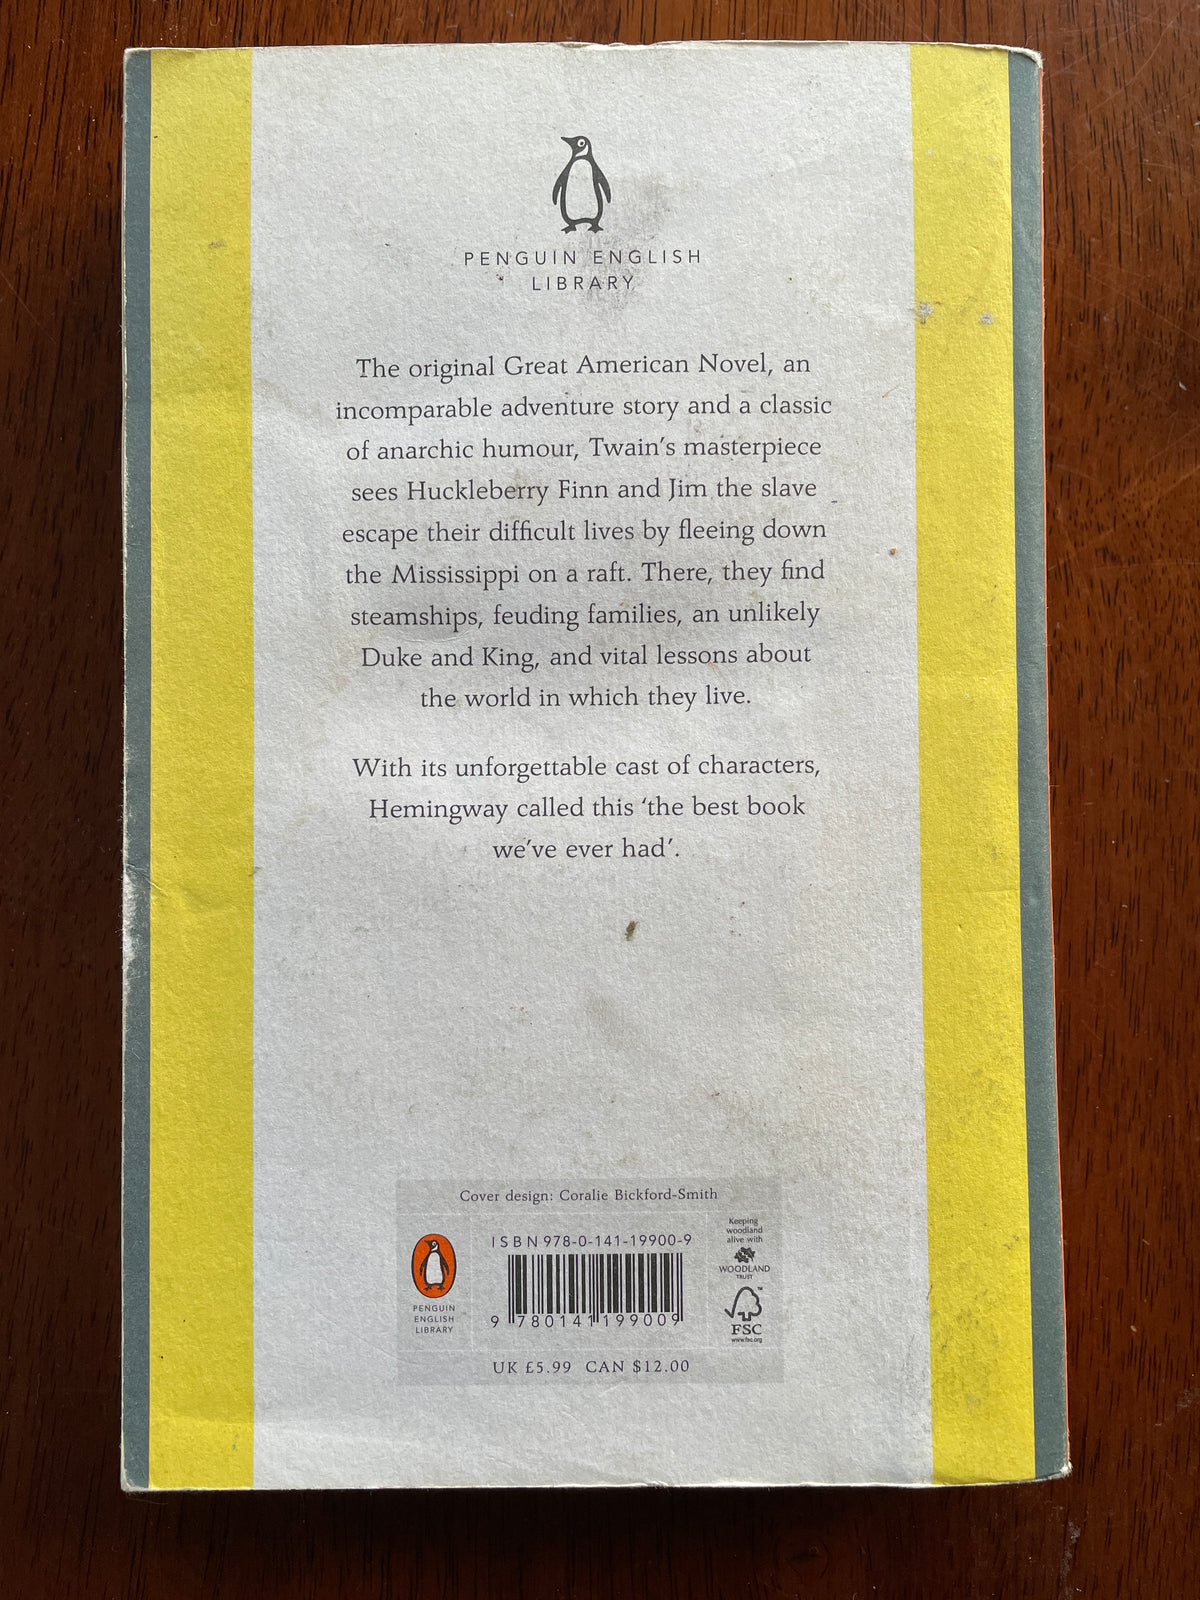 PENGUIN ENGLISH
LIBRARY
The original Great American Novel, an
incomparable adventure story and a classic
of anarchic humour, Twain's masterpiece
sees Huckleberry Finn and Jim the slave
escape their difficult lives by fleeing down
the Mississippi on a raft. There, they find
steamships, feuding families, an unlikely
Duke and King, and vital lessons about
the world in which they live.
With its unforgettable cast of characters,
Hemingway called this ‘the best book
we've ever had’.
Cover design: Coralie Bickford-Smith
PENGUIN
ENGLISH
LIBRARY
ISBN 978-0-141-19900-9
9 780141 199009
Keeping
woodland
alive with
WOODLAND
TRUST
™
FSC
www.fsc.org
UK £5.99 CAN $12.00